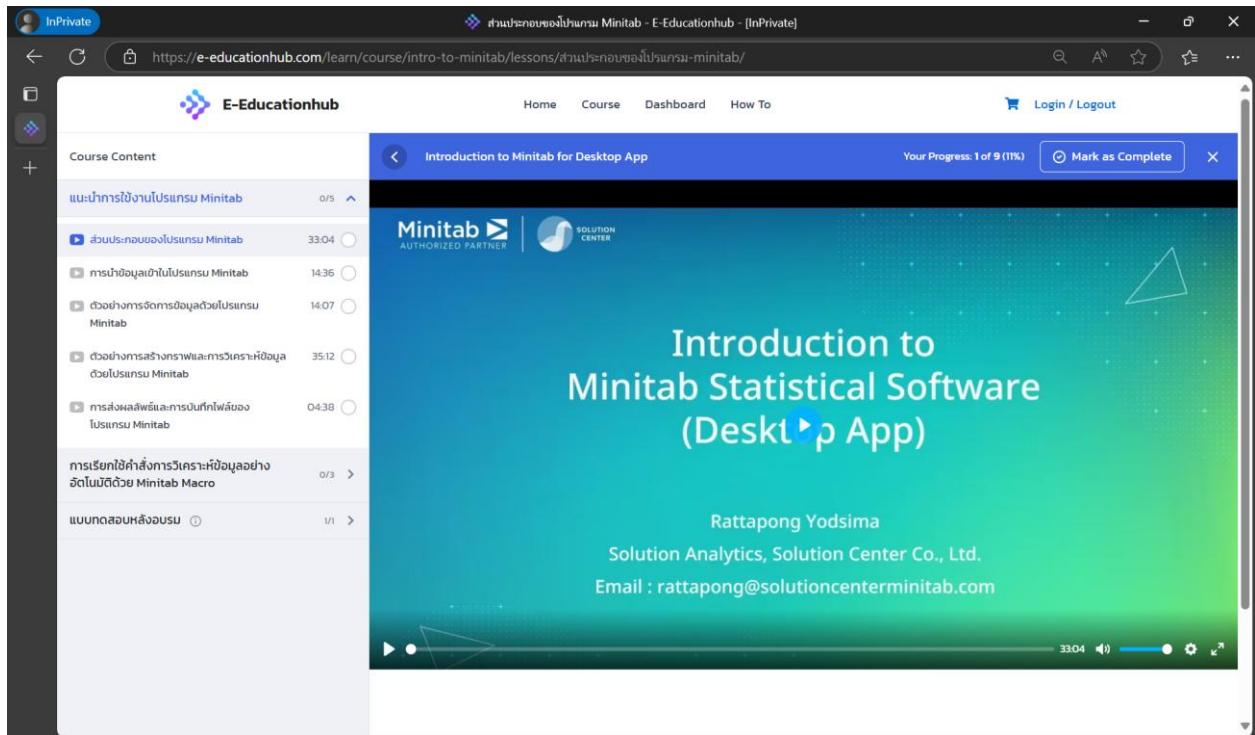 InPrivate
ส่วนประกอบของโปรแกรม Minitab - E-Educationhub - [InPrivate]
https://e-educationhub.com/learn/course/intro-to-minitab/lessons/ส่วนประกอบของโปรแกรม-minitab/
E-Educationhub
Home Course Dashboard How To
Login / Logout
Course Content
Introduction to Minitab for Desktop App
Your Progress: 1 of 9 (11%)
Mark as Complete
แนะนำการใช้งานโปรแกรม Minitab 0/5
ส่วนประกอบของโปรแกรม Minitab 33:04
การนำข้อมูลเข้าในโปรแกรม Minitab 14:36
ตัวอย่างการจัดการข้อมูลด้วยโปรแกรม 14:07
Minitab
ตัวอย่างการสร้างกราฟและการวิเคราะห์ข้อมูล 35:12
ด้วยโปรแกรม Minitab
การส่งผลลัพธ์และการบันทึกไฟล์ของ 04:38
โปรแกรม Minitab
การเรียกใช้คำสั่งการวิเคราะห์ข้อมูลอย่าง 0/3
อัตโนมัติด้วย Minitab Macro
แบบทดสอบหลังอบรม 1/1
Minitab
AUTHORIZED PARTNER
SOLUTION
CENTER
Introduction to
Minitab Statistical Software
(Desktop App)
Rattapong Yodsima
Solution Analytics, Solution Center Co., Ltd.
Email : rattapong@solutioncenterminitab.com
33:04